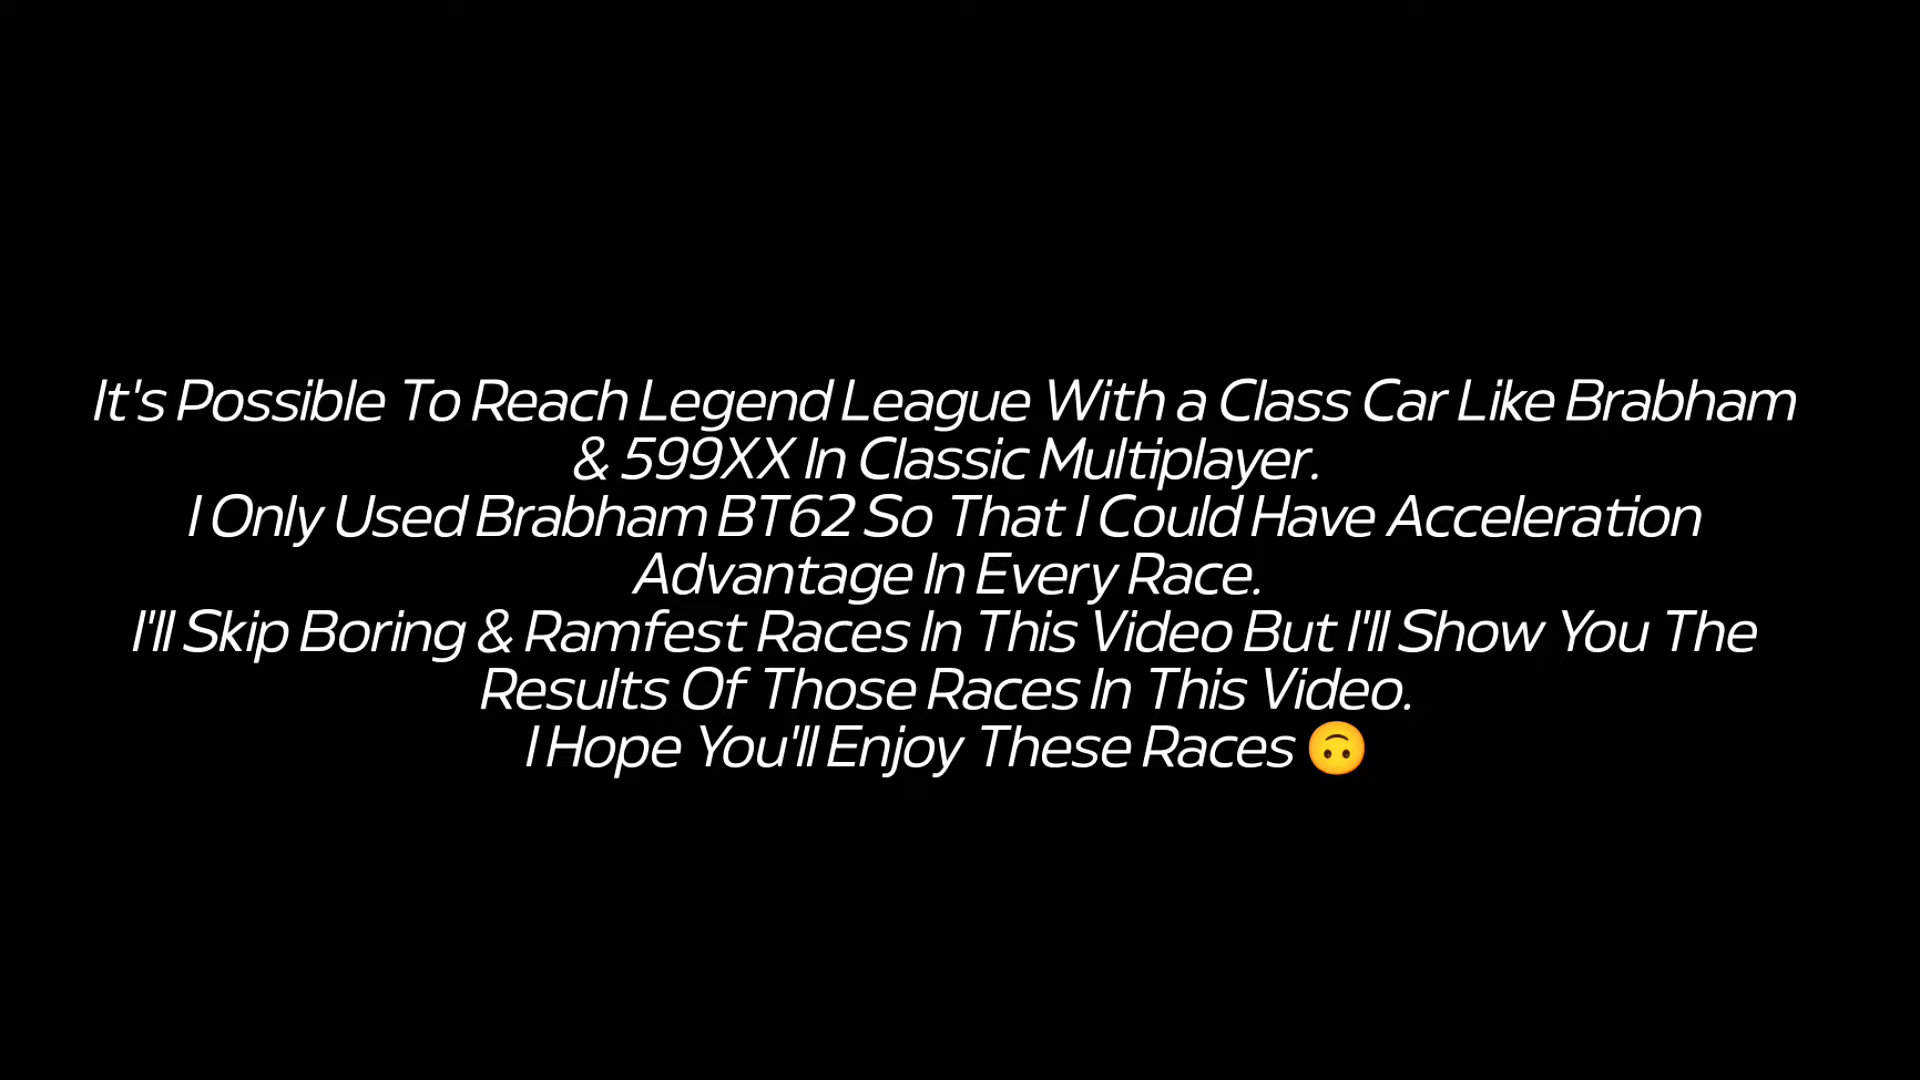 It's Possible To Reach Legend League With a Class Car Like Brabham
& 599XX In Classic Multiplayer.
I Only Used Brabham BT62 So That I Could Have Acceleration
Advantage In Every Race.
I'll Skip Boring & Ramfest Races In This Video But I'll Show You The
Results Of Those Races In This Video.
I Hope You'll Enjoy These Races 🙃